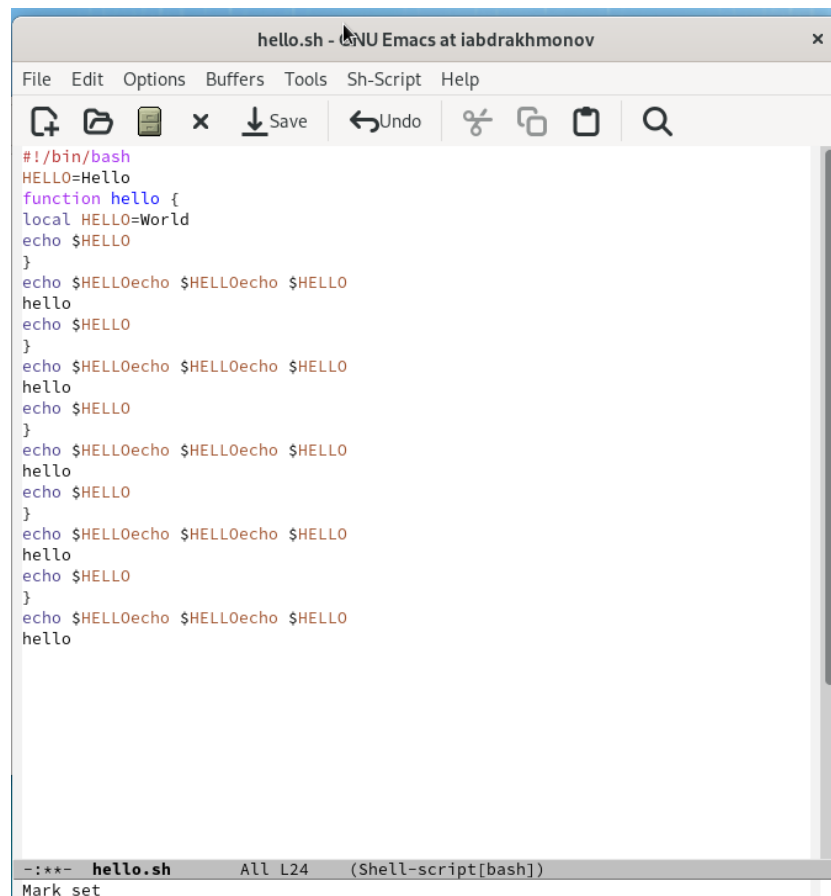 hello.sh - GNU Emacs at iabdrakhmonov
File Edit Options Buffers Tools Sh-Script Help
Save Undo
#!/bin/bash
HELLO=Hello
function hello {
local HELLO=World
echo $HELLO
}
echo $HELLOecho $HELLOecho $HELLO
hello
echo $HELLO
}
echo $HELLOecho $HELLOecho $HELLO
hello
echo $HELLO
}
echo $HELLOecho $HELLOecho $HELLO
hello
echo $HELLO
}
echo $HELLOecho $HELLOecho $HELLO
hello
echo $HELLO
}
echo $HELLOecho $HELLOecho $HELLO
hello
-:**- hello.sh All L24 (Shell-script[bash])
Mark set